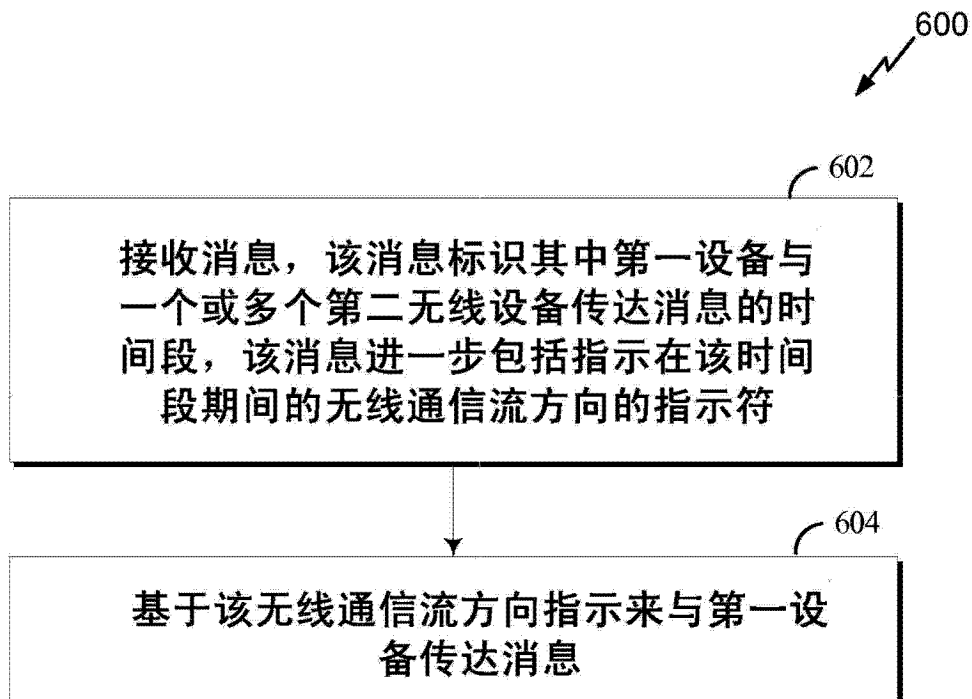 600
602
接收消息，该消息标识其中第一设备与
一个或多个第二无线设备传达消息的时
间段，该消息进一步包括指示在该时间
段期间的无线通信流方向的指示符
604
基于该无线通信流方向指示来与第一设
备传达消息